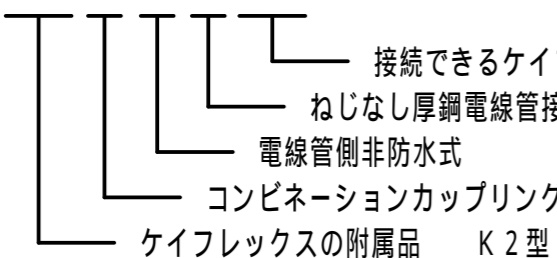 接続できるケイフ
ねじなし厚鋼電線管接
電線管側非防水式
コンビネーションカップリング
ケイフレックスの附属品　　K２型